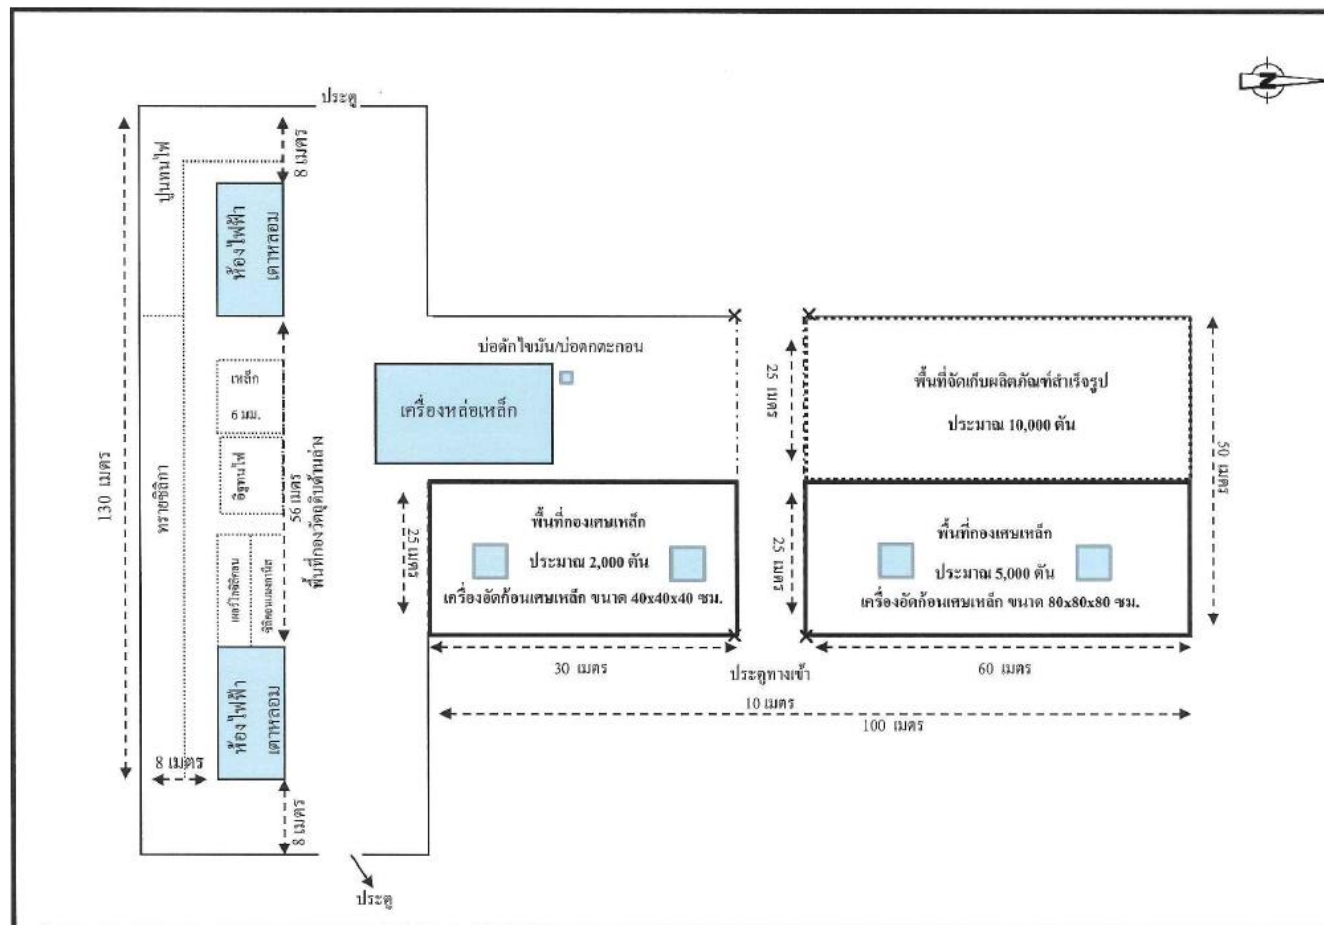 N
ประตู
8 เมตร
ปูนทนไฟ
ห้องไฟฟ้า
เตาหลอม
บ่อดักไขมัน/บ่อตกตะกอน
เครื่องหล่อเหล็ก
เหล็ก
6 มม.
อิฐทนไฟ
เฟอร์โรซิลิคอน
ซิลิคอนแมงกานีส
56 เมตร
พื้นที่กองวัตถุดิบด้านล่าง
130 เมตร
ทรายซิลิกา
25 เมตร
พื้นที่จัดเก็บผลิตภัณฑ์สำเร็จรูป
ประมาณ 10,000 ตัน
50 เมตร
25 เมตร
พื้นที่กองเศษเหล็ก
ประมาณ 2,000 ตัน
เครื่องอัดก้อนเศษเหล็ก ขนาด 40x40x40 ซม.
25 เมตร
พื้นที่กองเศษเหล็ก
ประมาณ 5,000 ตัน
เครื่องอัดก้อนเศษเหล็ก ขนาด 80x80x80 ซม.
30 เมตร
ประตูทางเข้า
60 เมตร
10 เมตร
100 เมตร
ห้องไฟฟ้า
เตาหลอม
8 เมตร
8 เมตร
ประตู